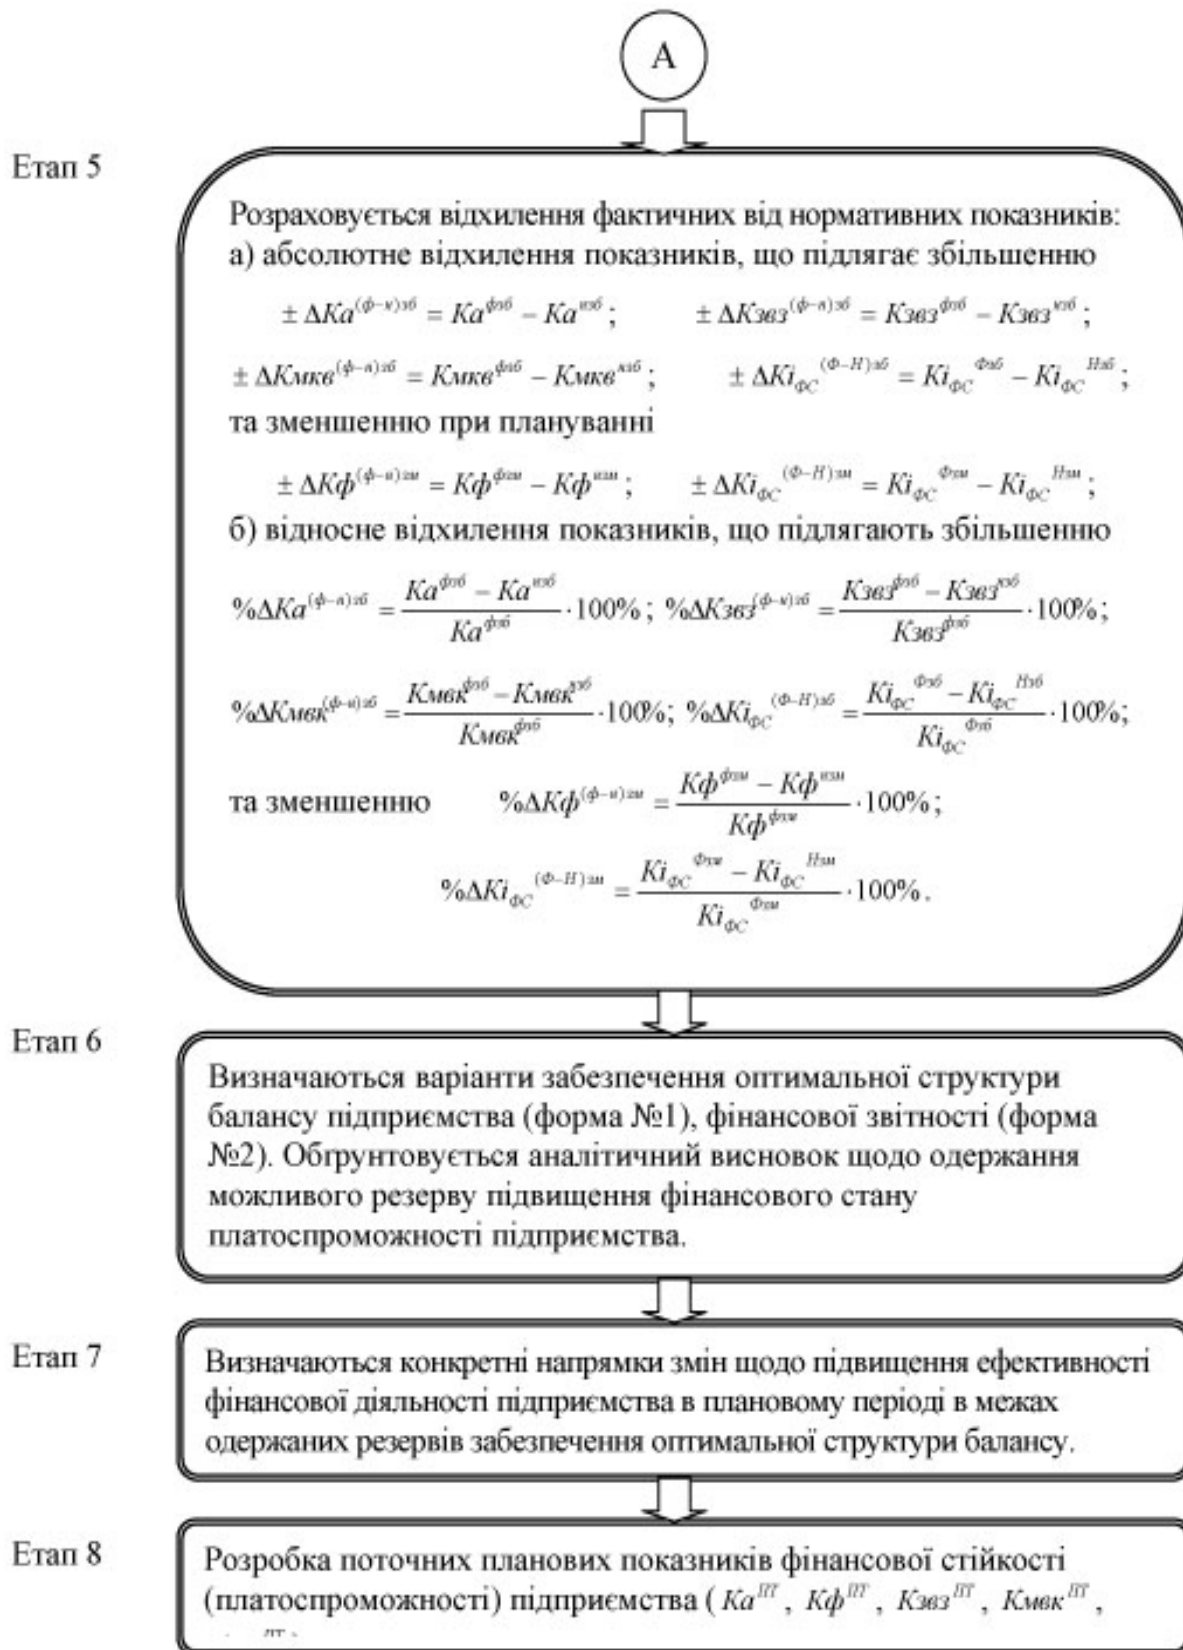 А
Етап 5
Розраховується відхилення фактичних від нормативних показників:
а) абсолютне відхилення показників, що підлягає збільшенню
± ΔКа^(ф–н)зб = Ка^фзб – Ка^нзб ; ± ΔКзвз^(ф–н)зб = Кзвз^фзб – Кзвз^нзб ;
± ΔКмкв^(ф–н)зб = Кмкв^фзб – Кмкв^нзб ; ± ΔКі_ФС^(Ф–Н)зб = Кі_ФС^Фзб – Кі_ФС^Нзб ;
та зменшенню при плануванні
± ΔКф^(ф–н)зм = Кф^фзм – Кф^нзм ; ± ΔКі_ФС^(Ф–Н)зм = Кі_ФС^Фзм – Кі_ФС^Нзм ;
б) відносне відхилення показників, що підлягають збільшенню
%ΔКа^(ф–н)зб = (Ка^фзб – Ка^нзб) / Ка^фзб · 100% ; %ΔКзвз^(ф–н)зб = (Кзвз^фзб – Кзвз^нзб) / Кзвз^фзб · 100% ;
%ΔКмвк^(ф–н)зб = (Кмвк^фзб – Кмвк^нзб) / Кмвк^фзб · 100% ; %ΔКі_ФС^(Ф–Н)зб = (Кі_ФС^Фзб – Кі_ФС^Нзб) / Кі_ФС^Фзб · 100% ;
та зменшенню %ΔКф^(ф–н)зм = (Кф^фзм – Кф^нзм) / Кф^фзм · 100% ;
%ΔКі_ФС^(Ф–Н)зм = (Кі_ФС^Фзм – Кі_ФС^Нзм) / Кі_ФС^Фзм · 100% .
Етап 6
Визначаються варіанти забезпечення оптимальної структури
балансу підприємства (форма №1), фінансової звітності (форма
№2). Обґрунтовується аналітичний висновок щодо одержання
можливого резерву підвищення фінансового стану
платоспроможності підприємства.
Етап 7
Визначаються конкретні напрямки змін щодо підвищення ефективності
фінансової діяльності підприємства в плановому періоді в межах
одержаних резервів забезпечення оптимальної структури балансу.
Етап 8
Розробка поточних планових показників фінансової стійкості
(платоспроможності) підприємства ( Ка^ПТ , Кф^ПТ , Кзвз^ПТ , Кмвк^ПТ ,